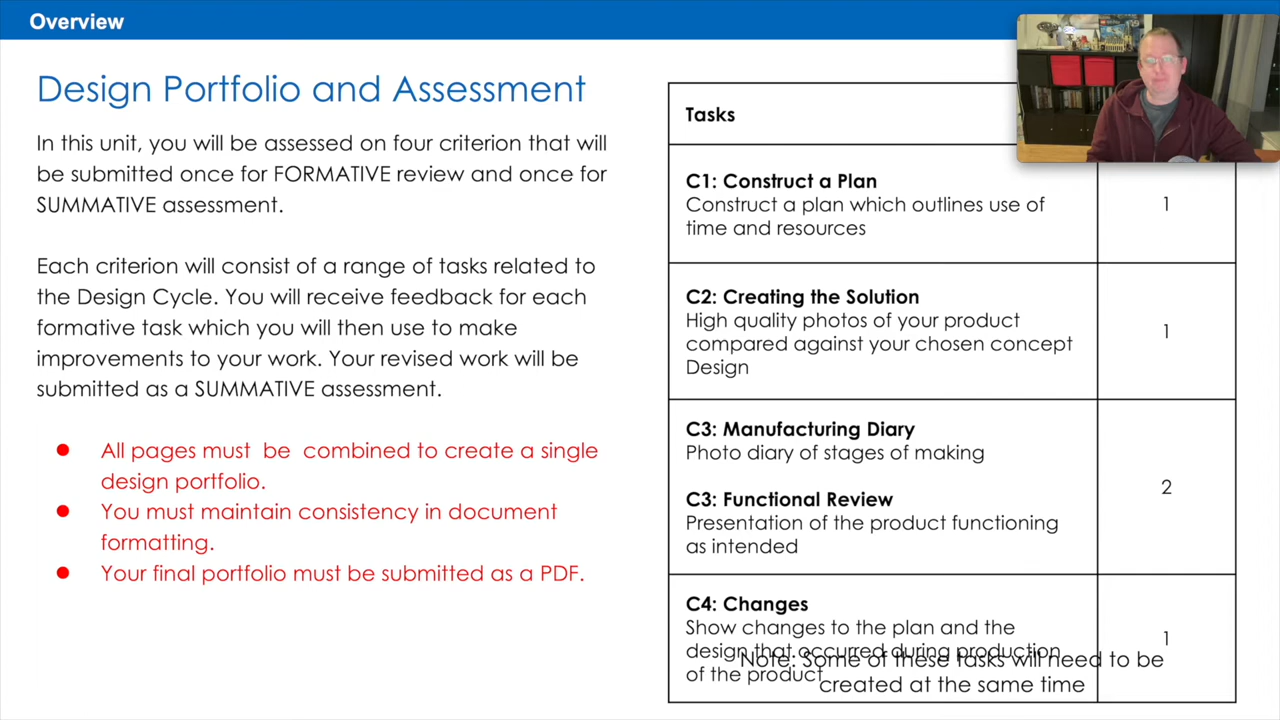 Overview
Design Portfolio and Assessment
In this unit, you will be assessed on four criterion that will
be submitted once for FORMATIVE review and once for
SUMMATIVE assessment.
Each criterion will consist of a range of tasks related to
the Design Cycle. You will receive feedback for each
formative task which you will then use to make
improvements to your work. Your revised work will be
submitted as a SUMMATIVE assessment.
● All pages must be combined to create a single
design portfolio.
● You must maintain consistency in document
formatting.
● Your final portfolio must be submitted as a PDF.
Tasks
C1: Construct a Plan
Construct a plan which outlines use of
time and resources
1
C2: Creating the Solution
High quality photos of your product
compared against your chosen concept
Design
1
C3: Manufacturing Diary
Photo diary of stages of making
C3: Functional Review
Presentation of the product functioning
as intended
2
C4: Changes
Show changes to the plan and the
design that occurred during production
of the product
1
Note: Some of these tasks will need to be
created at the same time